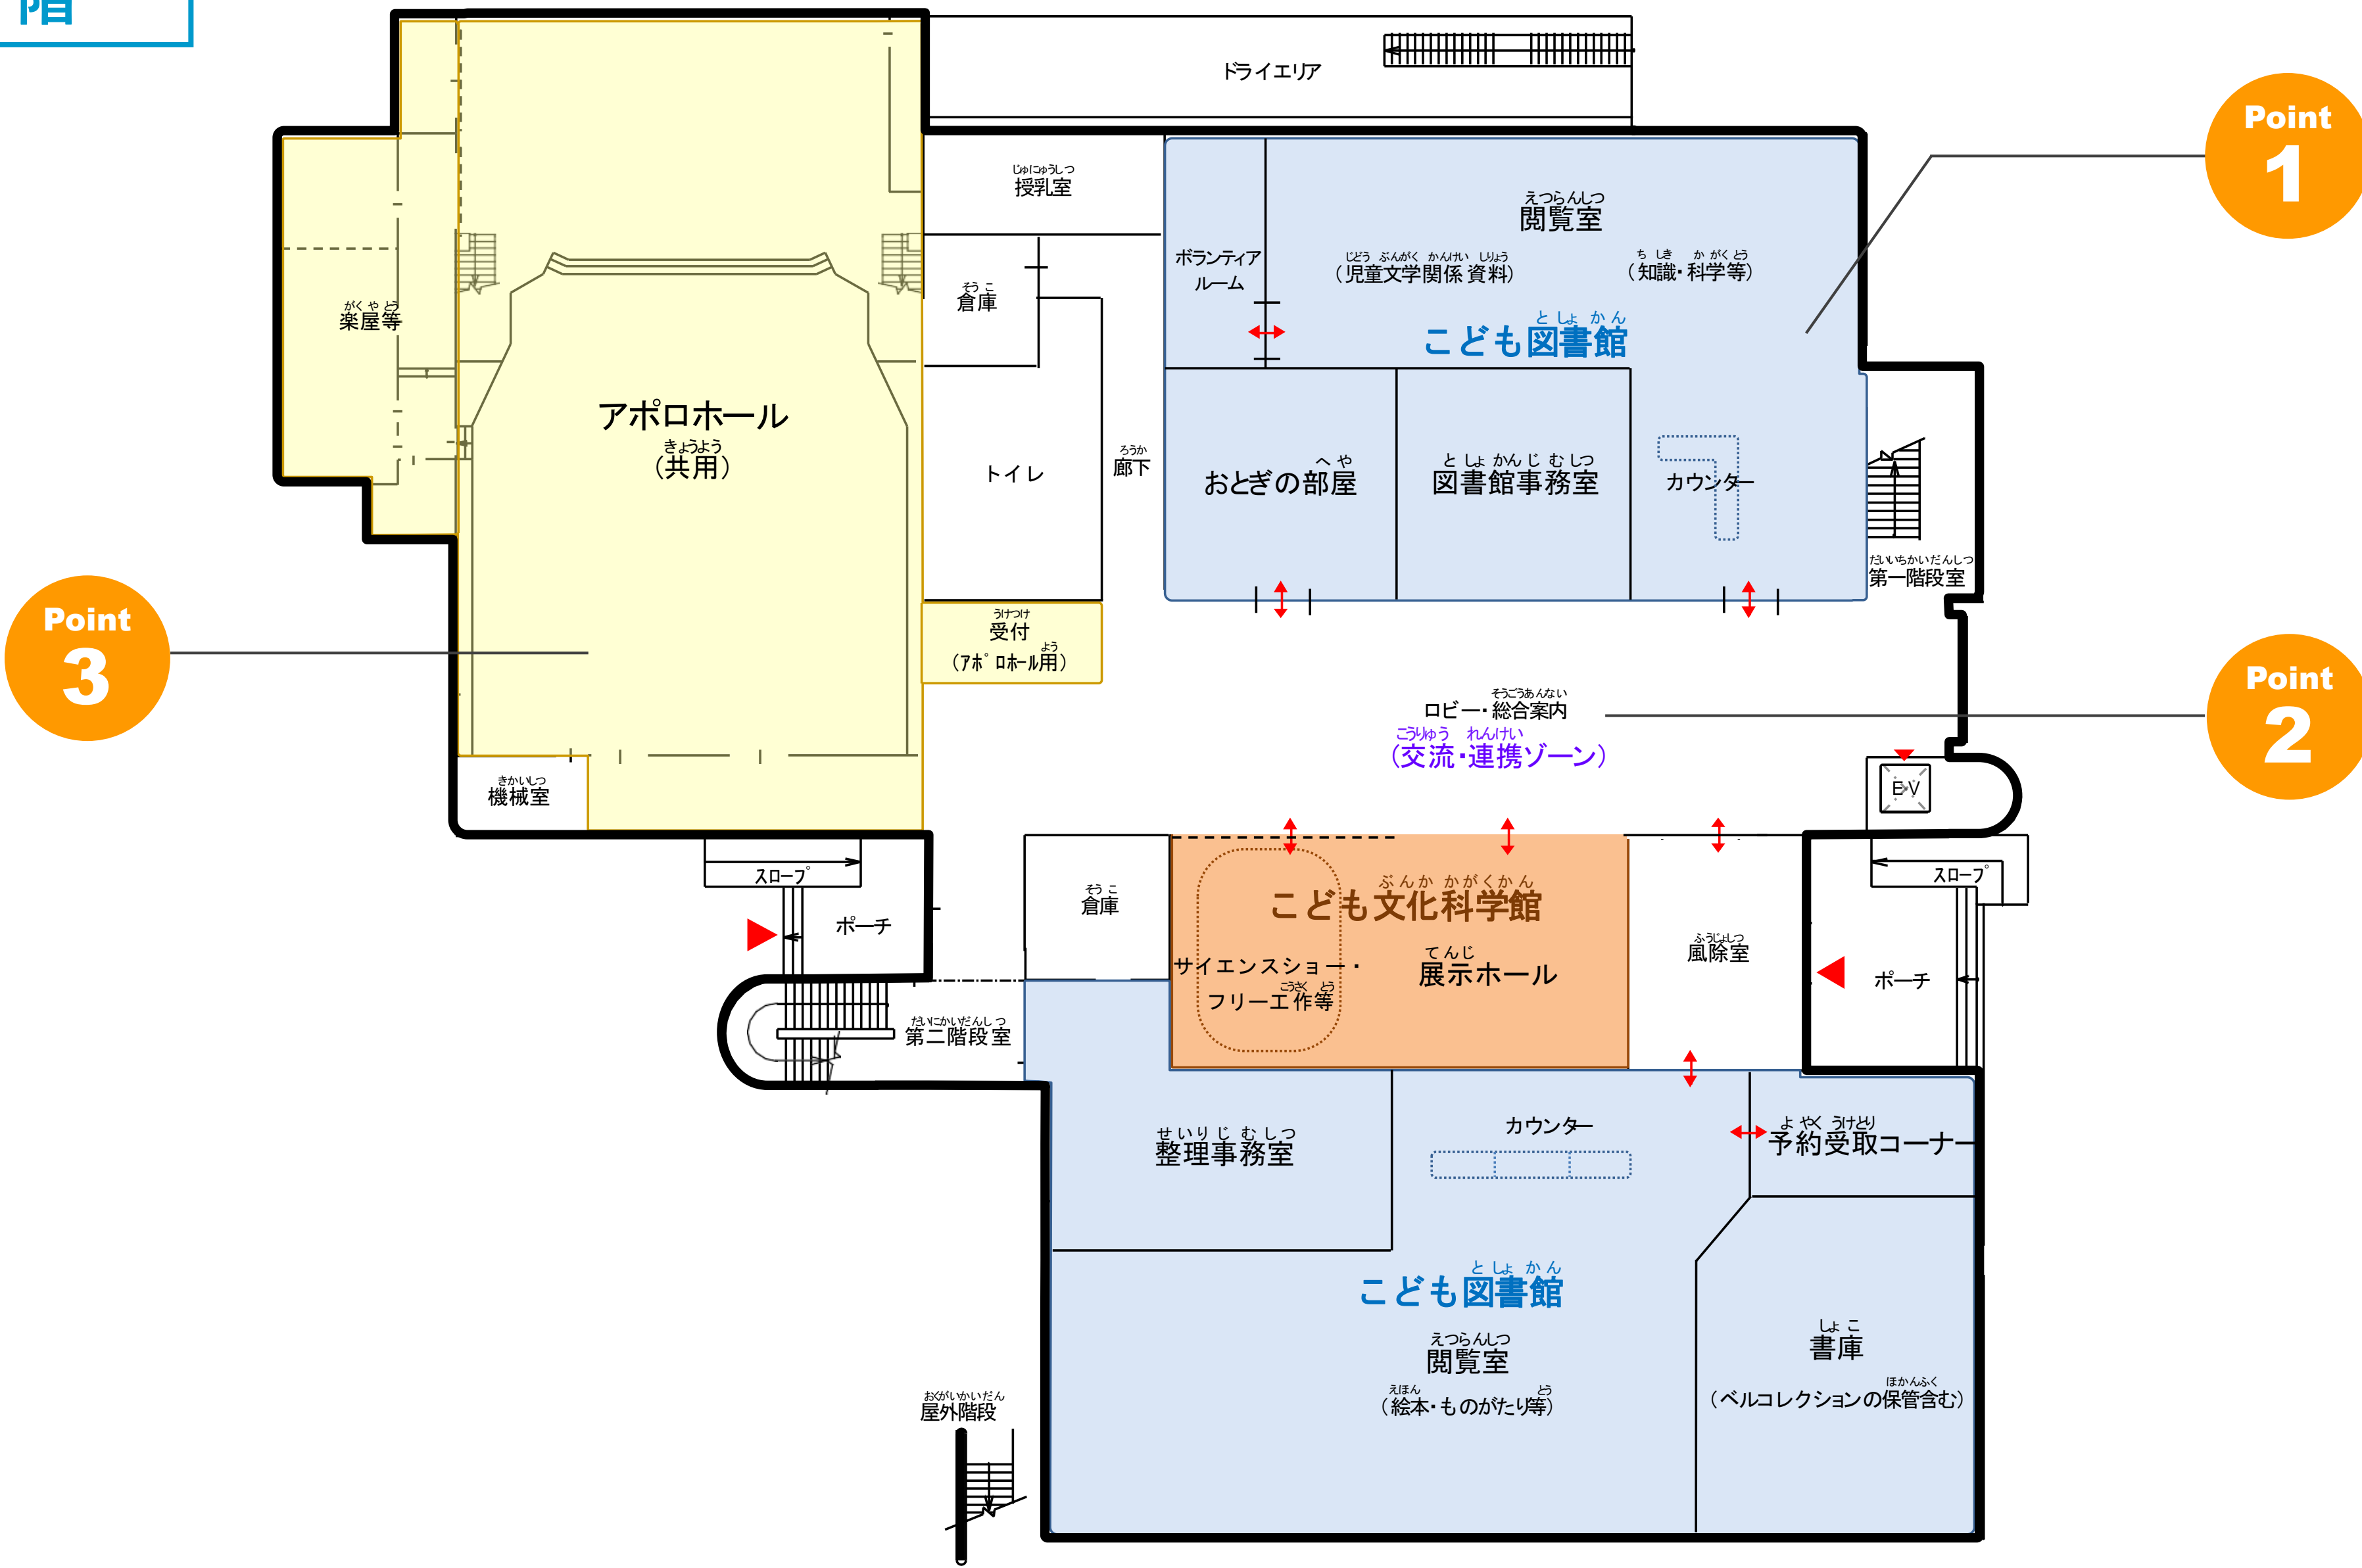 階
ドライエリア
Point
1
じゅにゅうしつ
授乳室
えつらんしつ
閲覧室
ボランティア
ルーム
じどう ぶんがく かんけい しりょう
(児童文学関係資料)
ち しき か がく とう
(知識・科学等)
そう こ
倉庫
がく や とう
楽屋等
と しょ かん
こども図書館
アポロホール
きょうよう
(共用)
トイレ
ろうか
廊下
へ や
おとぎの部屋
と しょ かん じ む しつ
図書館事務室
カウンター
だいいちかいだんしつ
第一階段室
Point
3
うけつけ
受付
よう
(アポロホール用)
Point
2
そうごうあんない
ロビー・総合案内
こうりゅう れんけい
(交流・連携ゾーン)
きかいしつ
機械室
EV
スロープ
ポーチ
そう こ
倉庫
ぶんか かがくかん
こども文化科学館
サイエンスショー・
こうさく とう
フリー工作等
てんじ
展示ホール
ふうじょしつ
風除室
スロープ
ポーチ
だいにかいだんしつ
第二階段室
せいり じ む しつ
整理事務室
カウンター
よ やく うけとり
予約受取コーナー
と しょ かん
こども図書館
えつらんしつ
閲覧室
えほん とう
(絵本・ものがたり等)
しょ こ
書庫
ほかんふく
(ベルコレクションの保管含む)
おくがいかいだん
屋外階段